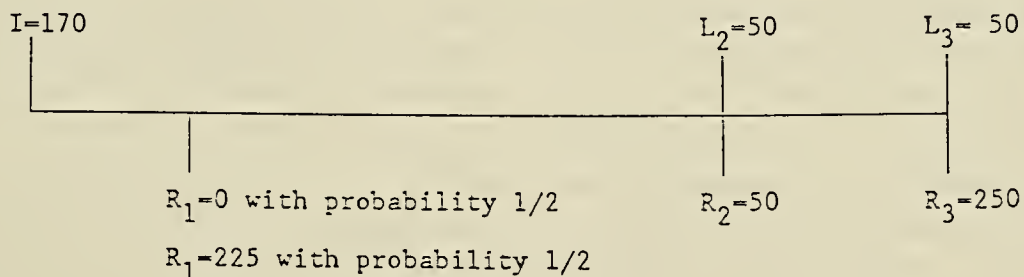 I=170 L₂=50 L₃= 50
R₁=0 with probability 1/2 R₂=50 R₃=250
R₁=225 with probability 1/2